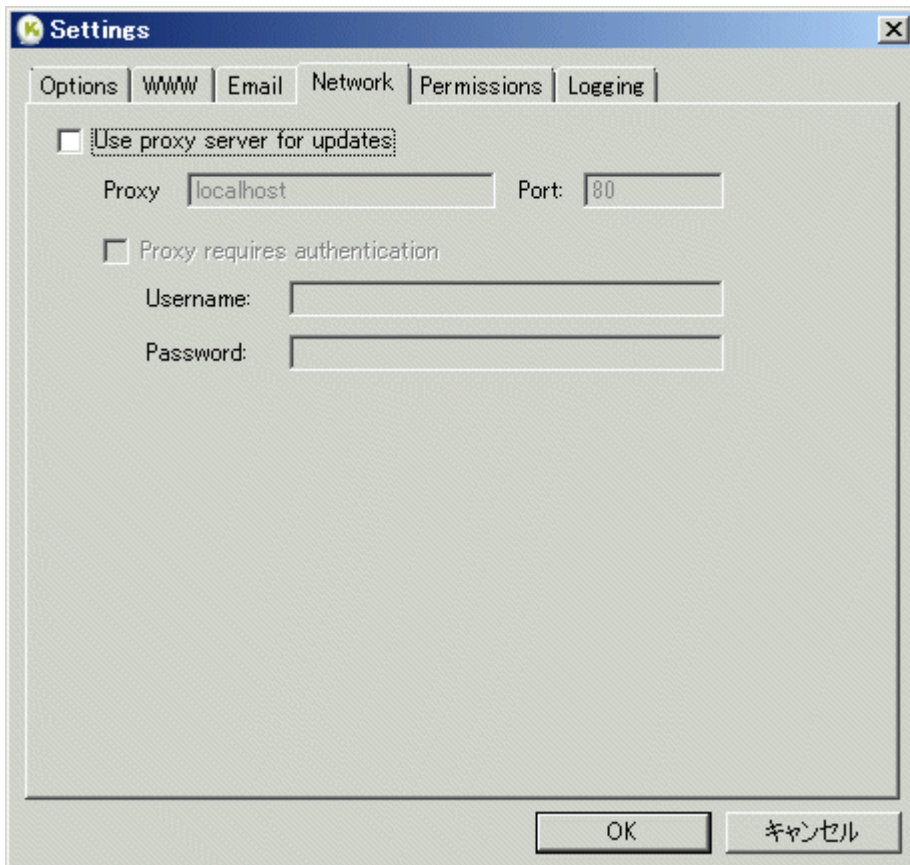 Settings
Options WWW Email Network Permissions Logging
Use proxy server for updates
Proxy localhost Port: 80
Proxy requires authentication
Username:
Password:
OK キャンセル